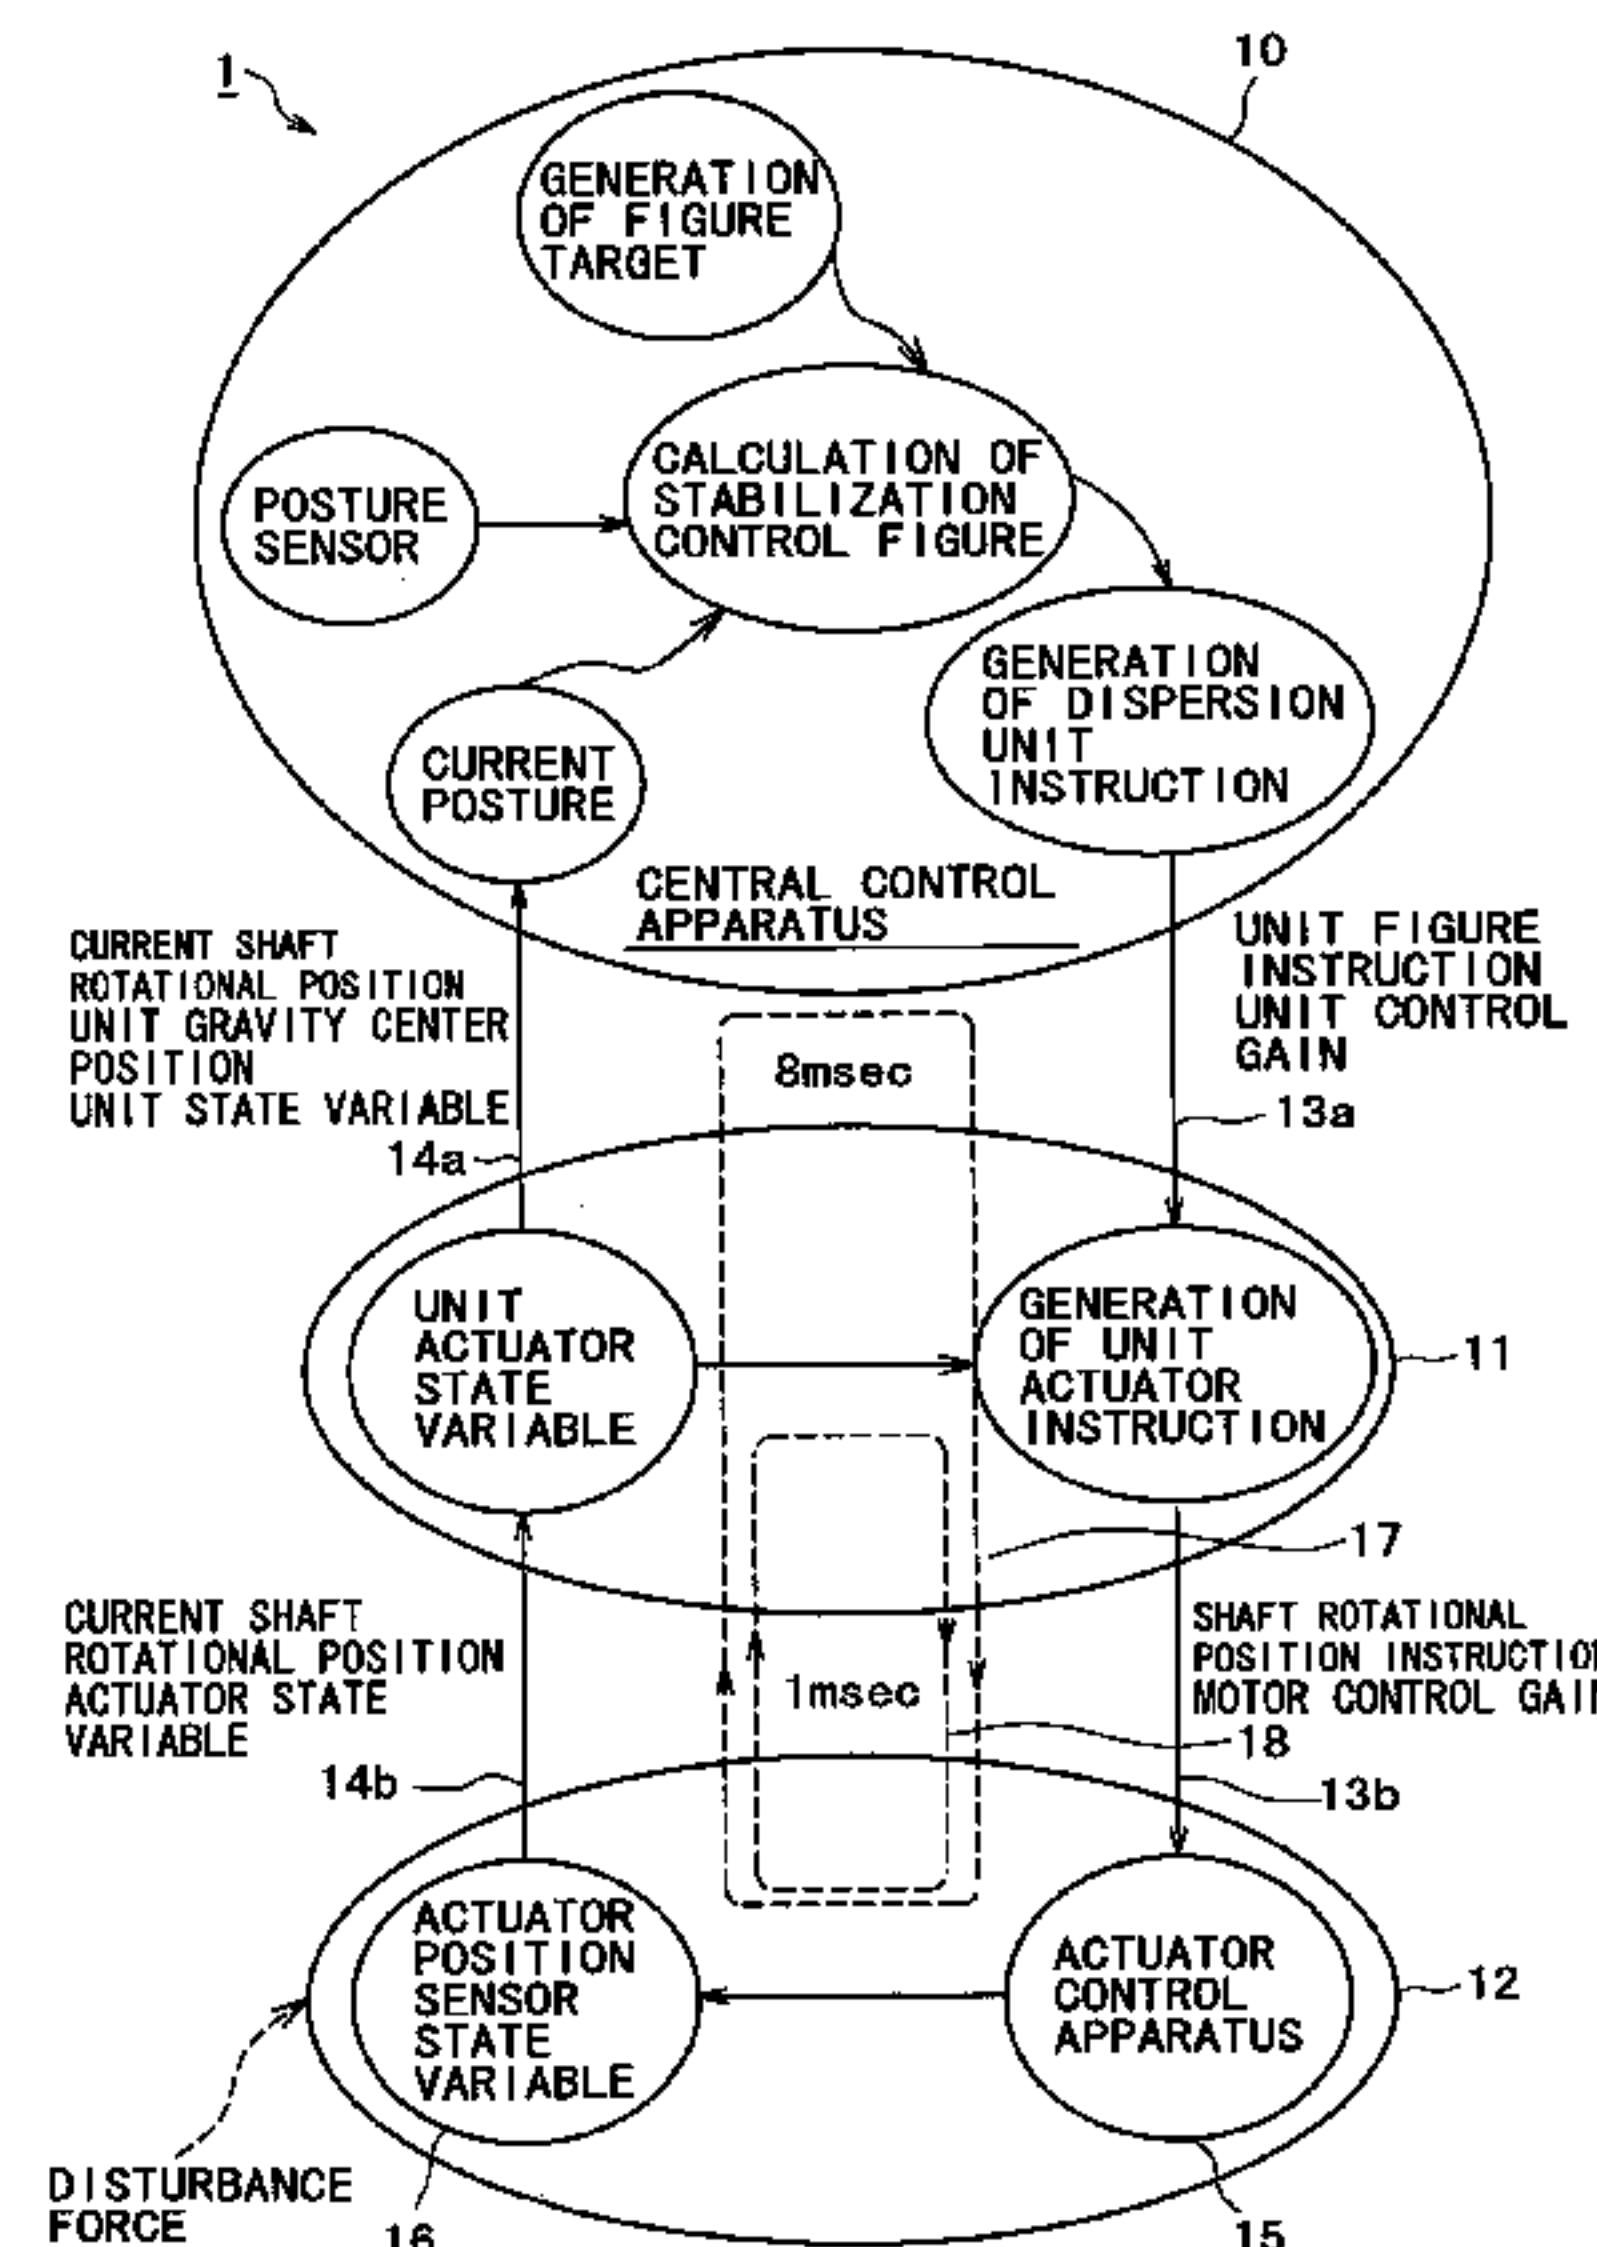 1
10
GENERATION
OF FIGURE
TARGET
POSTURE
SENSOR
CALCULATION OF
STABILIZATION
CONTROL FIGURE
GENERATION
OF DISPERSION
UNIT
INSTRUCTION
CURRENT
POSTURE
CENTRAL CONTROL
APPARATUS
CURRENT SHAFT
ROTATIONAL POSITION
UNIT GRAVITY CENTER
POSITION
UNIT STATE VARIABLE
14a
UNIT FIGURE
INSTRUCTION
UNIT CONTROL
GAIN
13a
8msec
UNIT
ACTUATOR
STATE
VARIABLE
GENERATION
OF UNIT
ACTUATOR
INSTRUCTION
11
17
CURRENT SHAFT
ROTATIONAL POSITION
ACTUATOR STATE
VARIABLE
14b
1msec
18
SHAFT ROTATIONAL
POSITION INSTRUCTIO
MOTOR CONTROL GAI
13b
ACTUATOR
POSITION
SENSOR
STATE
VARIABLE
ACTUATOR
CONTROL
APPARATUS
12
DISTURBANCE
FORCE
16
15